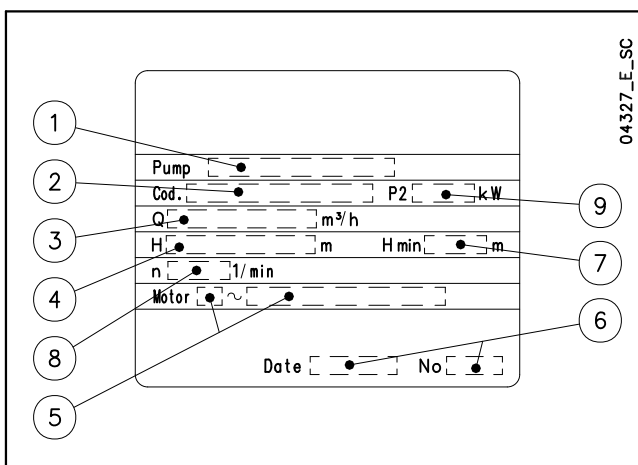 04327_E_SC
1
2
3
4
8
5
9
7
6
Pump
Cod. P2 kW
Q m³/h
H m H min m
n 1/min
Motor ~
Date No